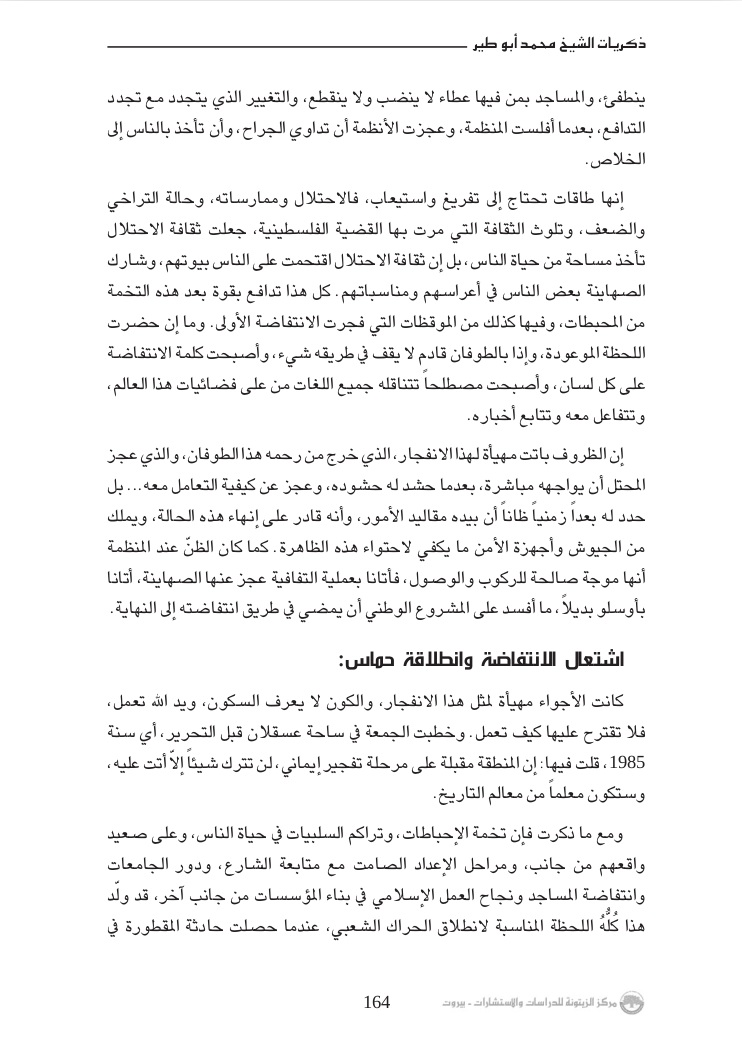 ذكريات الشيخ محمد أبو طير
ينطفئ، والمساجد بمن فيها عطاء لا ينضب ولا ينقطع، والتغيير الذي يتجدد مع تجدد
التدافع، بعدما أفلست المنظمة، وعجزت الأنظمة أن تداوي الجراح، وأن تأخذ بالناس إلى
الخلاص.
إنها طاقات تحتاج إلى تفريغ واستيعاب، فالاحتلال وممارساته، وحالة التراخي
والضعف، وتلوث الثقافة التي مرت بها القضية الفلسطينية، جعلت ثقافة الاحتلال
تأخذ مساحة من حياة الناس، بل إن ثقافة الاحتلال اقتحمت على الناس بيوتهم، وشارك
الصهاينة بعض الناس في أعراسهم ومناسباتهم. كل هذا تدافع بقوة بعد هذه التخمة
من المحبطات، وفيها كذلك من الموقظات التي فجرت الانتفاضة الأولى. وما إن حضرت
اللحظة الموعودة، وإذا بالطوفان قادم لا يقف في طريقه شيء، وأصبحت كلمة الانتفاضة
على كل لسان، وأصبحت مصطلحاً تتناقله جميع اللغات من على فضائيات هذا العالم،
وتتفاعل معه وتتابع أخباره.
إن الظروف باتت مهيأة لهذا الانفجار، الذي خرج من رحمه هذا الطوفان، والذي عجز
المحتل أن يواجهه مباشرة، بعدما حشد له حشوده، وعجز عن كيفية التعامل معه... بل
حدد له بعداً زمنياً ظاناً أن بيده مقاليد الأمور، وأنه قادر على إنهاء هذه الحالة، ويملك
من الجيوش وأجهزة الأمن ما يكفي لاحتواء هذه الظاهرة. كما كان الظنّ عند المنظمة
أنها موجة صالحة للركوب والوصول، فأتانا بعملية التفافية عجز عنها الصهاينة، أتانا
بأوسلو بديلاً، ما أفسد على المشروع الوطني أن يمضي في طريق انتفاضته إلى النهاية.
اشتعال الانتفاضة وانطلاقة حماس:
كانت الأجواء مهيأة لمثل هذا الانفجار، والكون لا يعرف السكون، ويد الله تعمل،
فلا تقترح عليها كيف تعمل. وخطبت الجمعة في ساحة عسقلان قبل التحرير، أي سنة
1985، قلت فيها: إن المنطقة مقبلة على مرحلة تفجير إيماني، لن تترك شيئاً إلاّ أتت عليه،
وستكون معلماً من معالم التاريخ.
ومع ما ذكرت فإن تخمة الإحباطات، وتراكم السلبيات في حياة الناس، وعلى صعيد
واقعهم من جانب، ومراحل الإعداد الصامت مع متابعة الشارع، ودور الجامعات
وانتفاضة المساجد ونجاح العمل الإسلامي في بناء المؤسسات من جانب آخر، قد ولّد
هذا كُلُّهُ اللحظة المناسبة لانطلاق الحراك الشعبي، عندما حصلت حادثة المقطورة في
مركز الزيتونة للدراسات والاستشارات - بيروت
164